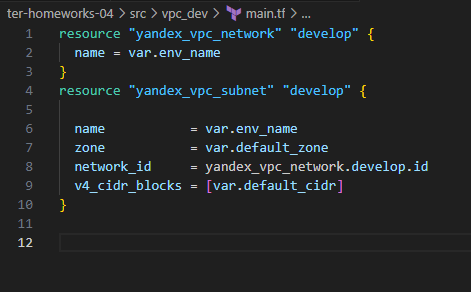 ter-homeworks-04 > src > vpc_dev > main.tf > ...
1 resource "yandex_vpc_network" "develop" {
2   name = var.env_name
3 }
4 resource "yandex_vpc_subnet" "develop" {
5
6   name           = var.env_name
7   zone           = var.default_zone
8   network_id     = yandex_vpc_network.develop.id
9   v4_cidr_blocks = [var.default_cidr]
10 }
11
12